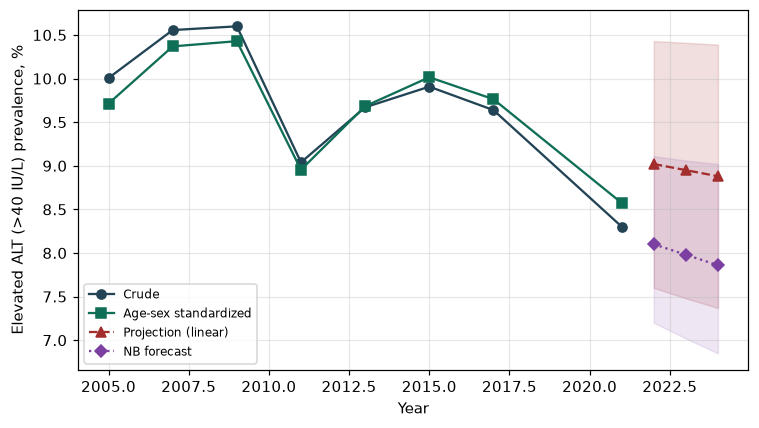 Elevated ALT (>40 IU/L) prevalence, %
10.5
10.0
9.5
9.0
8.5
8.0
7.5
7.0
Crude
Age-sex standardized
Projection (linear)
NB forecast
2005.0 2007.5 2010.0 2012.5 2015.0 2017.5 2020.0 2022.5
Year